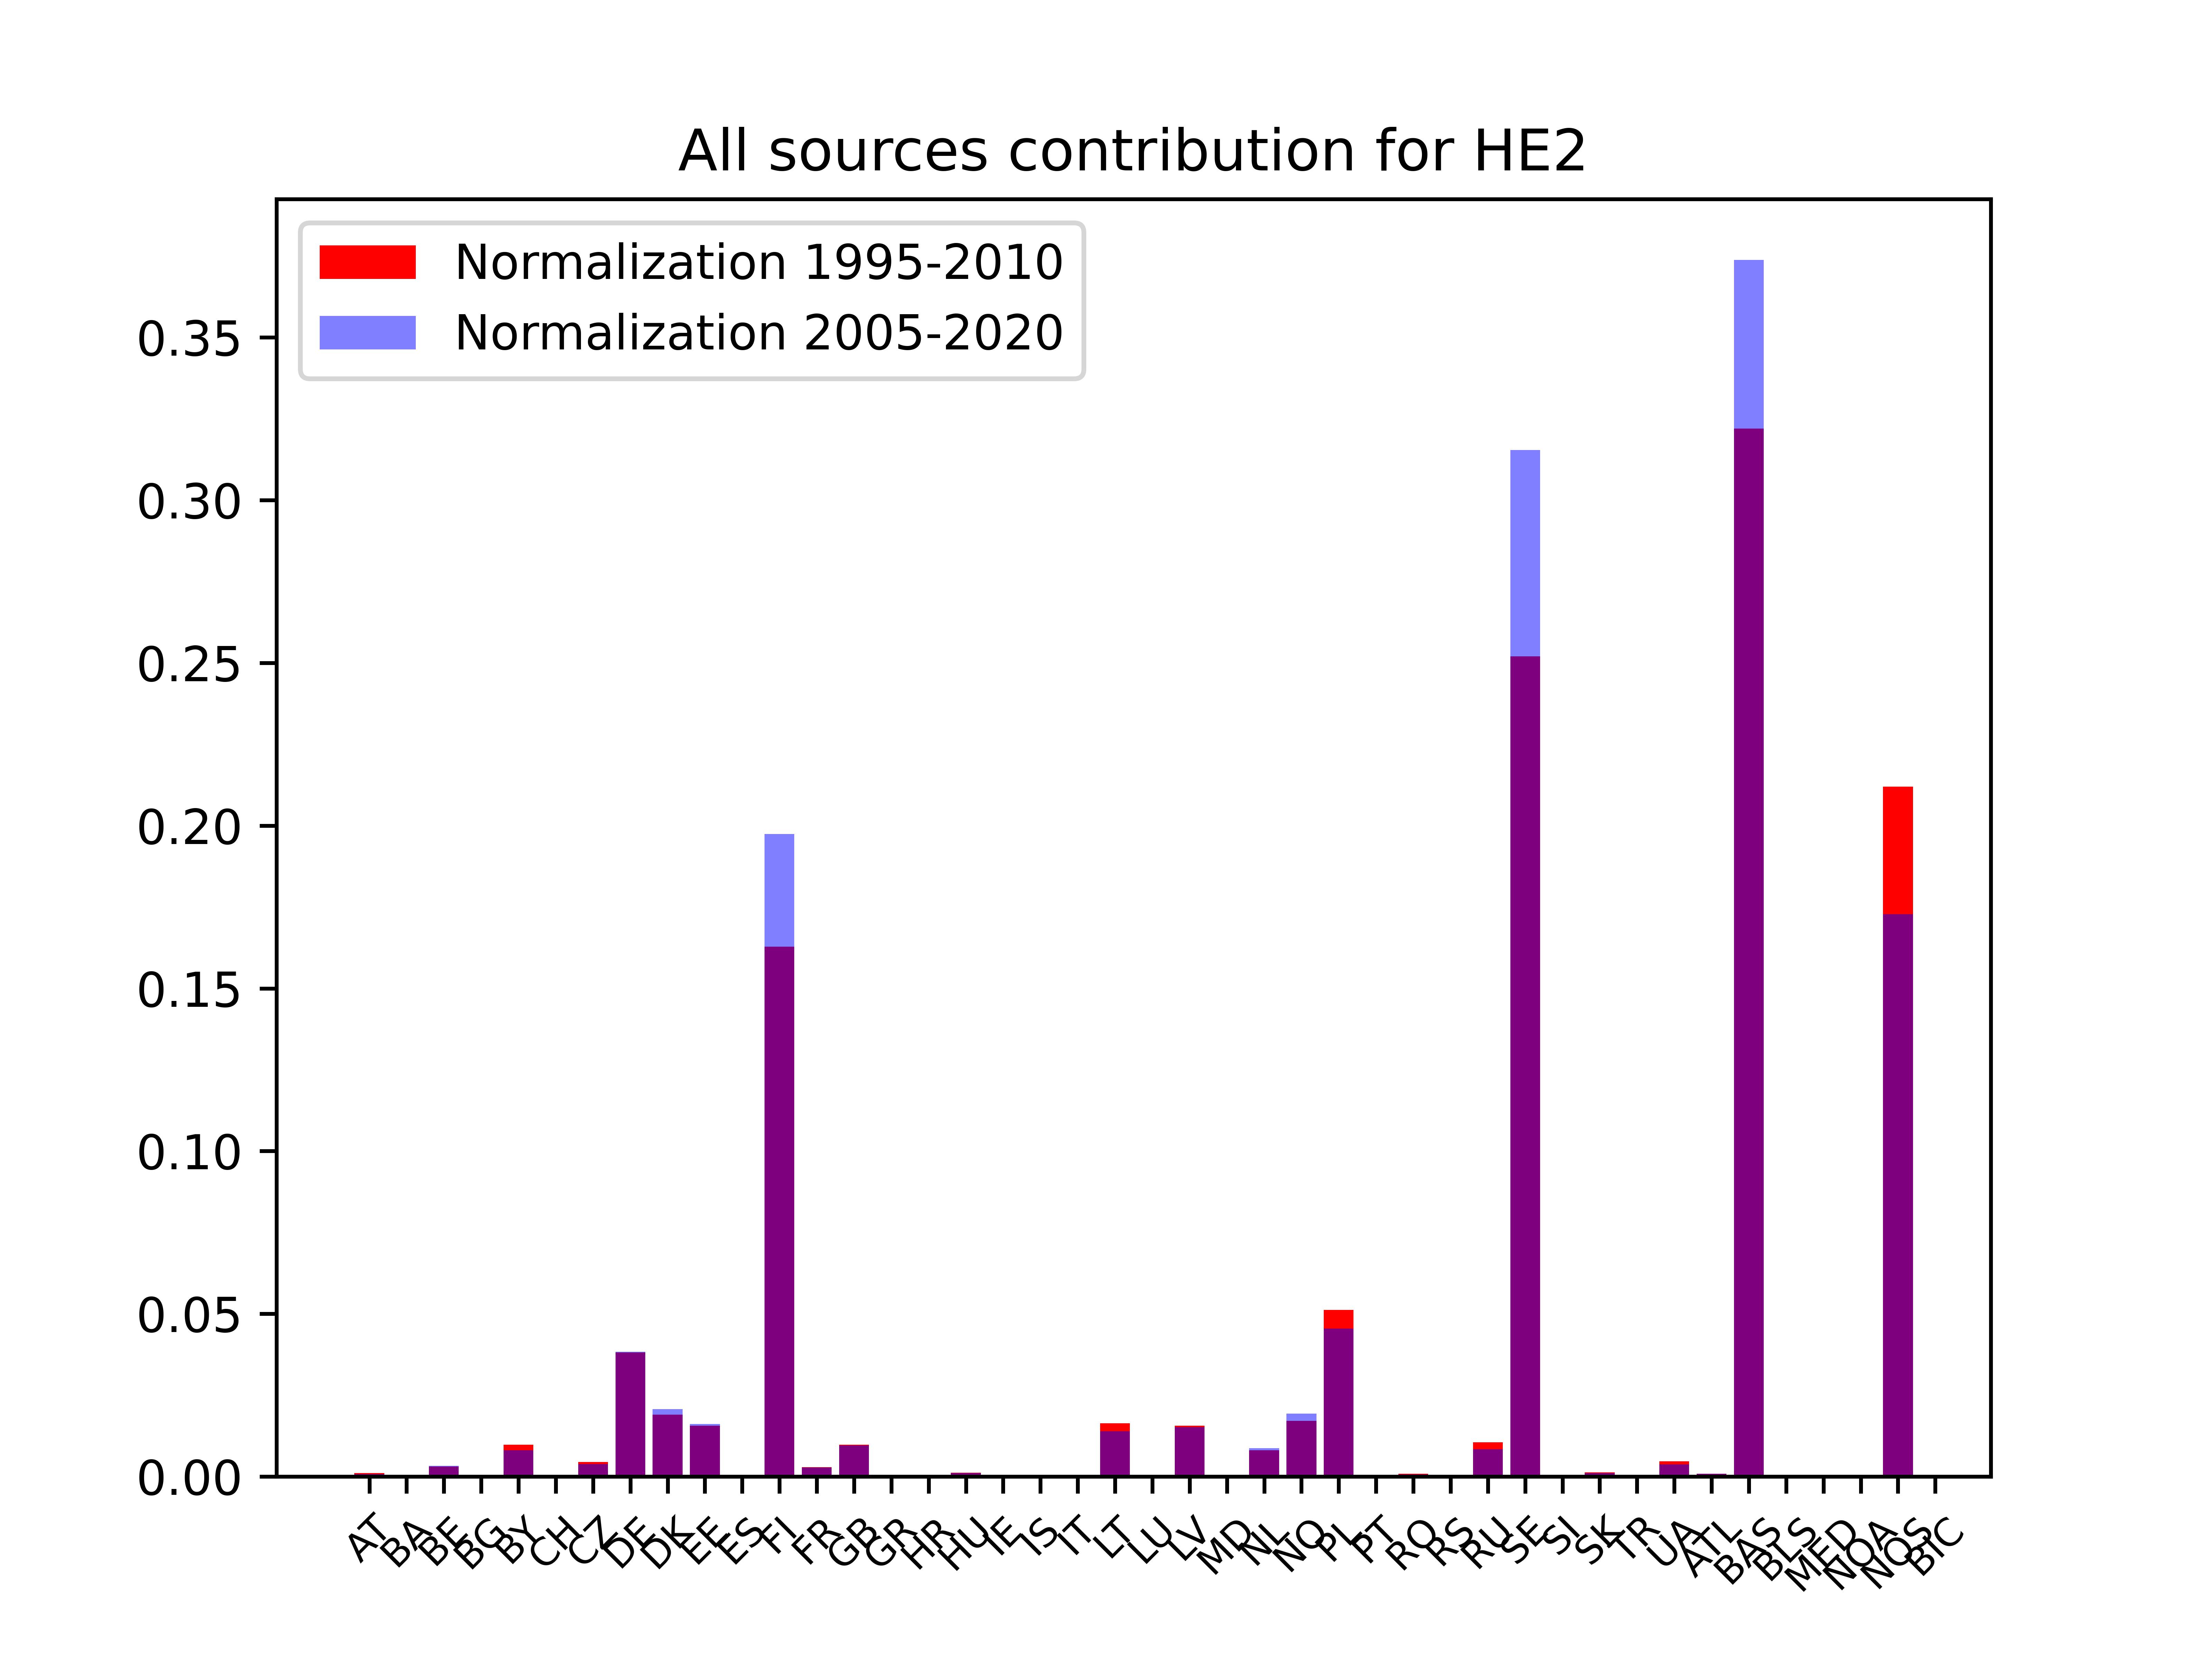 All sources contribution for HE2
Normalization 1995-2010
Normalization 2005-2020
0.35
0.30
0.25
0.20
0.15
0.10
0.05
0.00
AT
BA
BE
BG
BY
CH
CZ
DE
DK
EE
ES
FI
FR
GB
GR
HR
HU
IE
IS
IT
LT
LU
LV
MD
NL
NO
PL
PT
RO
RS
RU
SE
SI
SK
TR
UA
ATL
BAS
BLS
MED
NOA
NOS
BIC